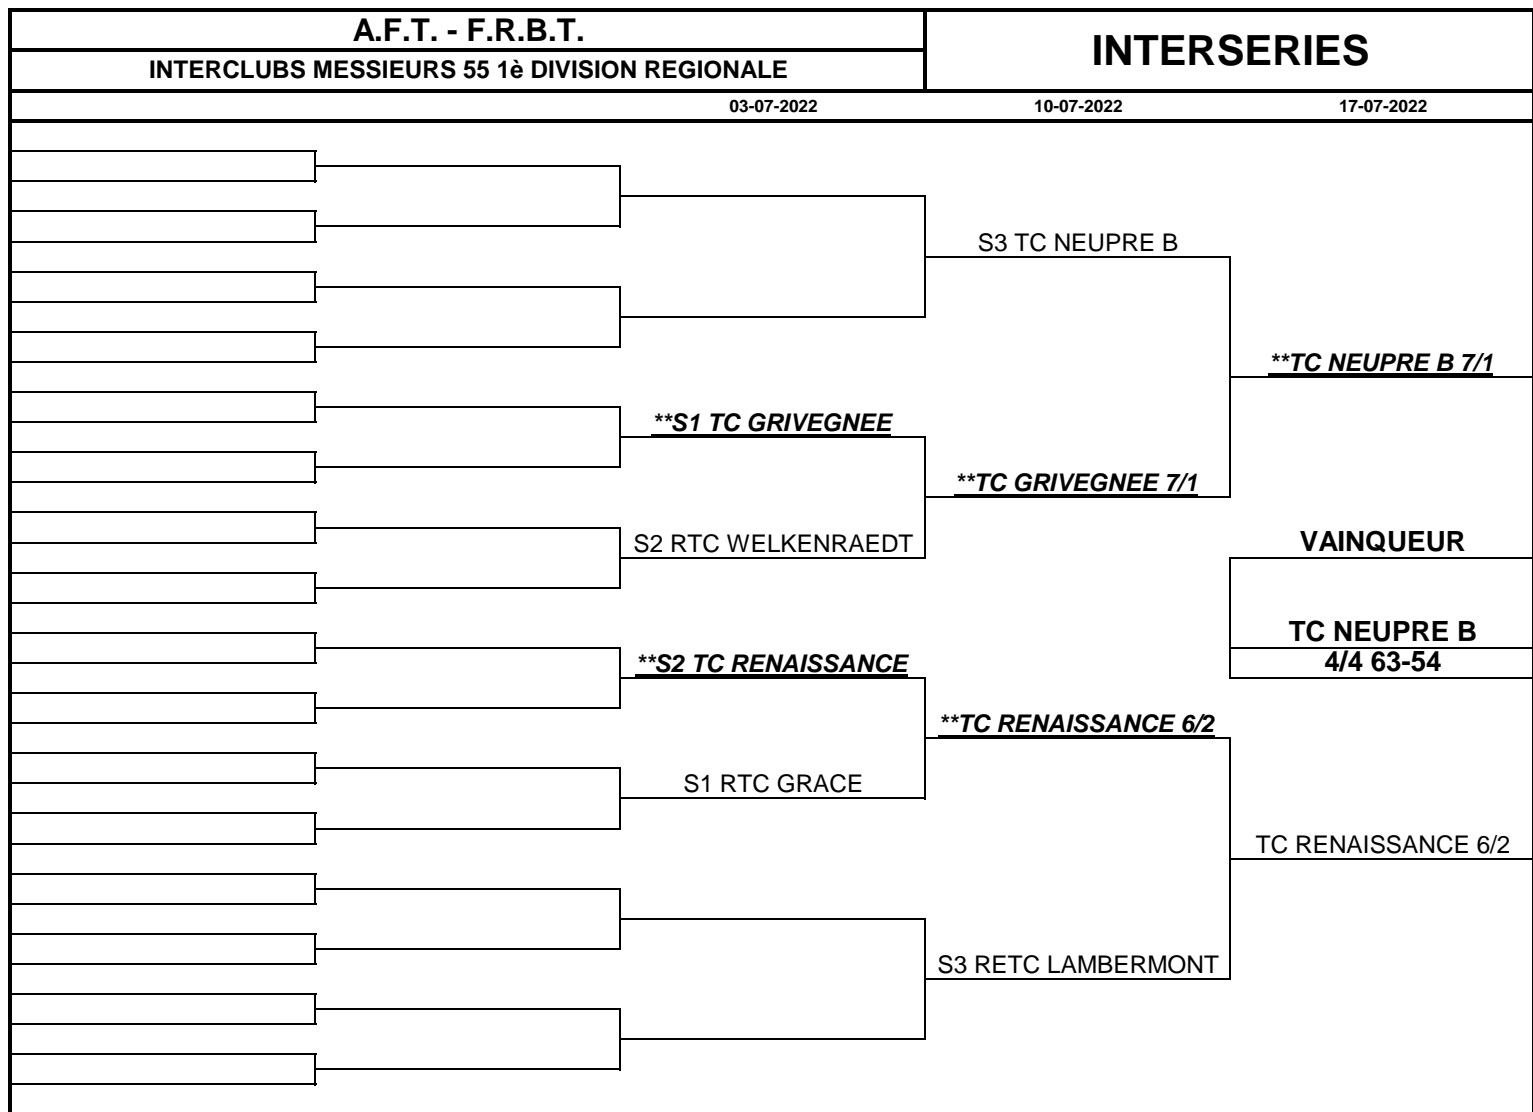 A.F.T. - F.R.B.T.
INTERSERIES
INTERCLUBS MESSIEURS 55 1è DIVISION REGIONALE
03-07-2022 10-07-2022 17-07-2022
S3 TC NEUPRE B
**TC NEUPRE B 7/1
**S1 TC GRIVEGNEE
**TC GRIVEGNEE 7/1
S2 RTC WELKENRAEDT
VAINQUEUR
TC NEUPRE B
4/4 63-54
**S2 TC RENAISSANCE
**TC RENAISSANCE 6/2
S1 RTC GRACE
TC RENAISSANCE 6/2
S3 RETC LAMBERMONT